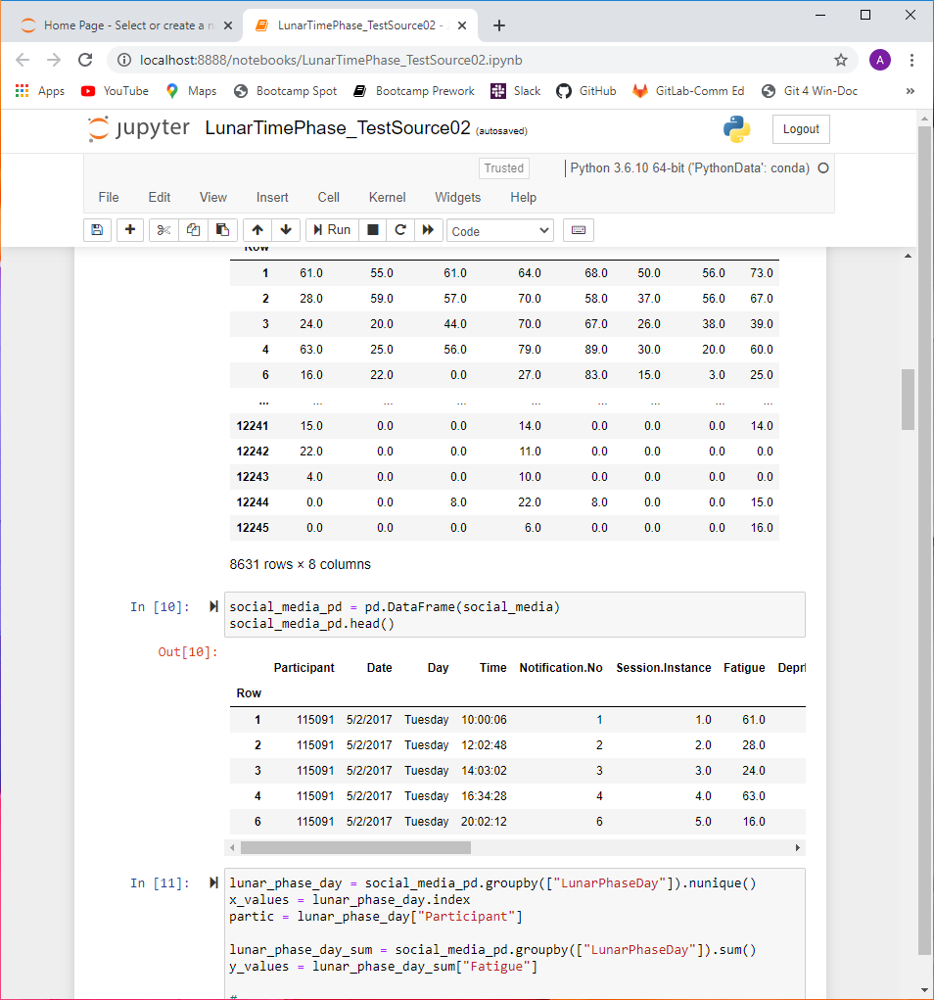 Home Page - Select or create a n
LunarTimePhase_TestSource02 -
localhost:8888/notebooks/LunarTimePhase_TestSource02.ipynb
A
Apps YouTube Maps Bootcamp Spot Bootcamp Prework Slack GitHub GitLab-Comm Ed Git 4 Win-Doc »
jupyter LunarTimePhase_TestSource02 (autosaved) Logout
Trusted Python 3.6.10 64-bit ('PythonData': conda)
File Edit View Insert Cell Kernel Widgets Help
Run Code
Row
1 61.0 55.0 61.0 64.0 68.0 50.0 56.0 73.0
2 28.0 59.0 57.0 70.0 58.0 37.0 56.0 67.0
3 24.0 20.0 44.0 70.0 67.0 26.0 38.0 39.0
4 63.0 25.0 56.0 79.0 89.0 30.0 20.0 60.0
6 16.0 22.0 0.0 27.0 83.0 15.0 3.0 25.0
... ... ... ... ... ... ... ... ...
12241 15.0 0.0 0.0 14.0 0.0 0.0 0.0 14.0
12242 22.0 0.0 0.0 11.0 0.0 0.0 0.0 0.0
12243 4.0 0.0 0.0 10.0 0.0 0.0 0.0 0.0
12244 0.0 0.0 8.0 22.0 8.0 0.0 0.0 15.0
12245 0.0 0.0 0.0 6.0 0.0 0.0 0.0 16.0
8631 rows × 8 columns
In [10]: social_media_pd = pd.DataFrame(social_media)
social_media_pd.head()
Out[10]:
Participant Date Day Time Notification.No Session.Instance Fatigue DeprI
Row
1 115091 5/2/2017 Tuesday 10:00:06 1 1.0 61.0
2 115091 5/2/2017 Tuesday 12:02:48 2 2.0 28.0
3 115091 5/2/2017 Tuesday 14:03:02 3 3.0 24.0
4 115091 5/2/2017 Tuesday 16:34:28 4 4.0 63.0
6 115091 5/2/2017 Tuesday 20:02:12 6 5.0 16.0
In [11]: lunar_phase_day = social_media_pd.groupby(["LunarPhaseDay"]).nunique()
x_values = lunar_phase_day.index
partic = lunar_phase_day["Participant"]
lunar_phase_day_sum = social_media_pd.groupby(["LunarPhaseDay"]).sum()
y_values = lunar_phase_day_sum["Fatigue"]
#